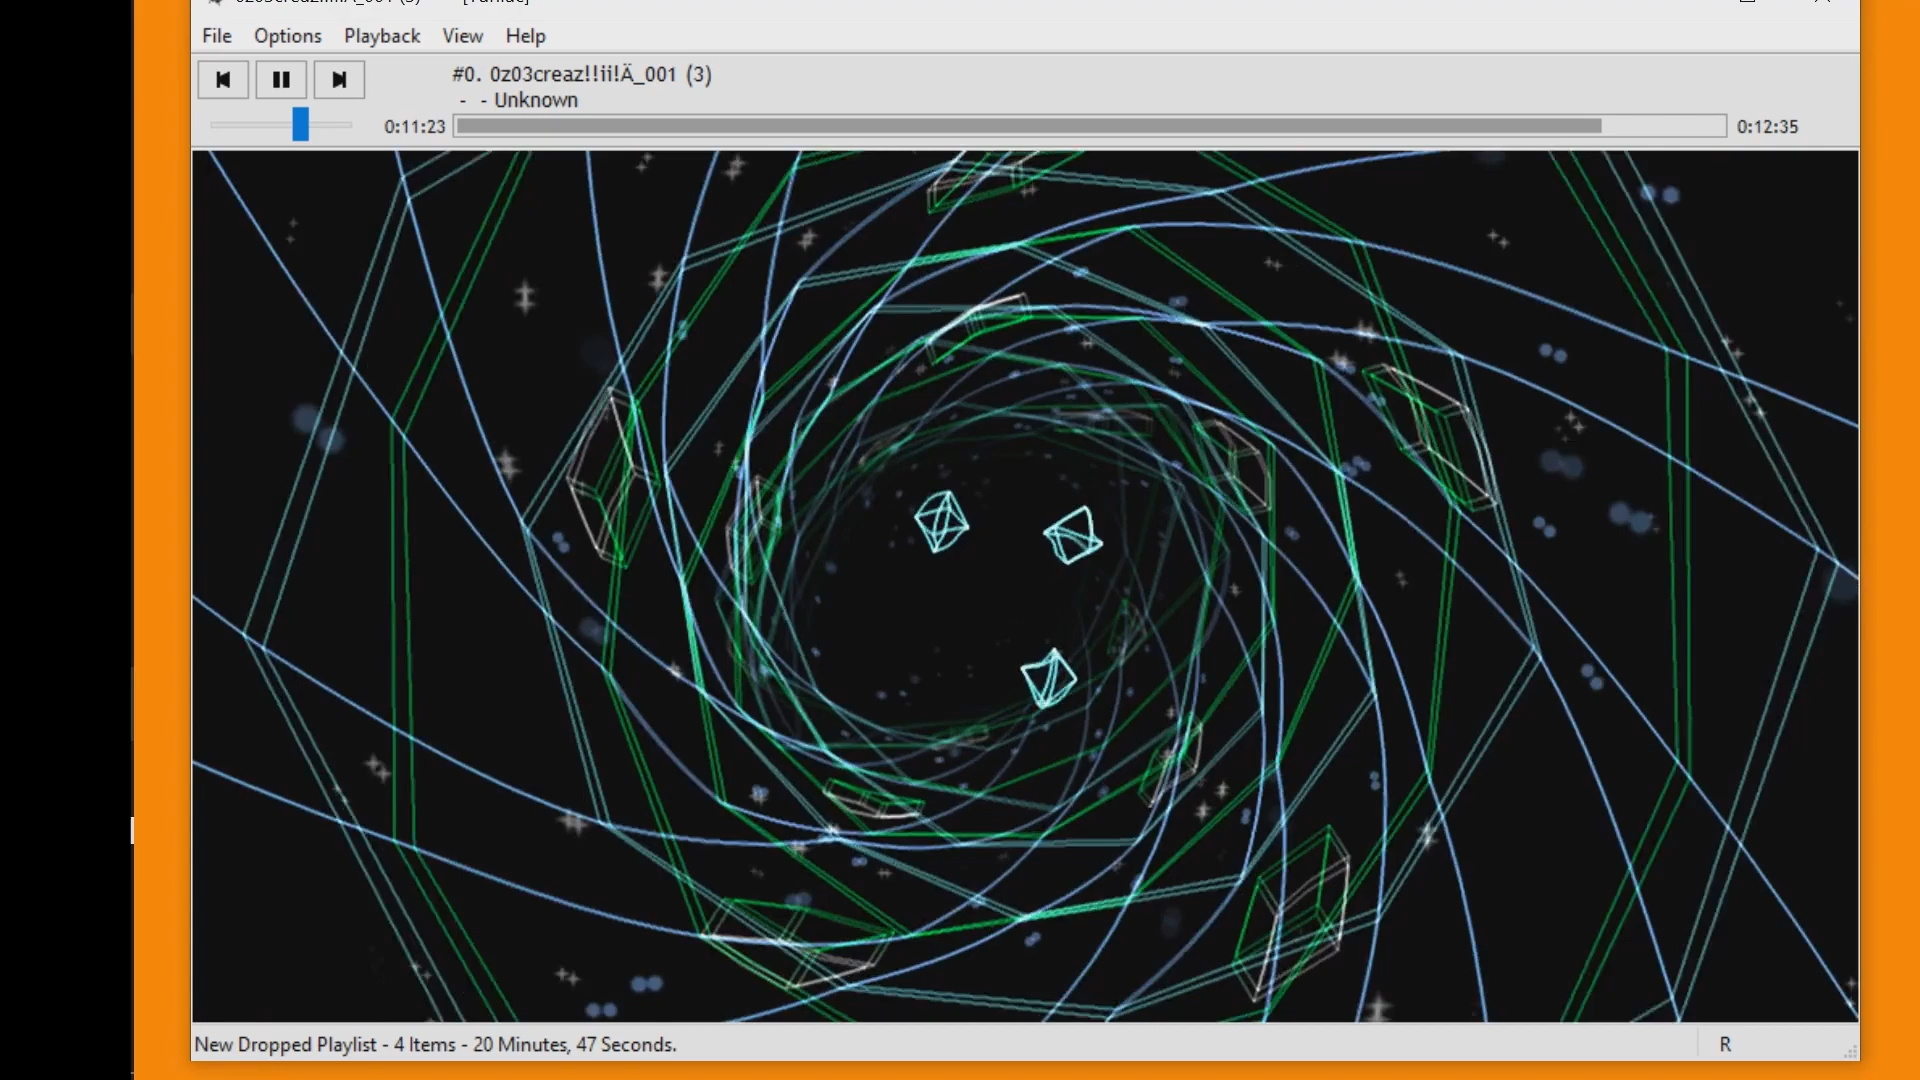 File Options Playback View Help
#0. 0z03creaz!!ii!Ä_001 (3)
- - Unknown
0:11:23
0:12:35
New Dropped Playlist - 4 Items - 20 Minutes, 47 Seconds.
R